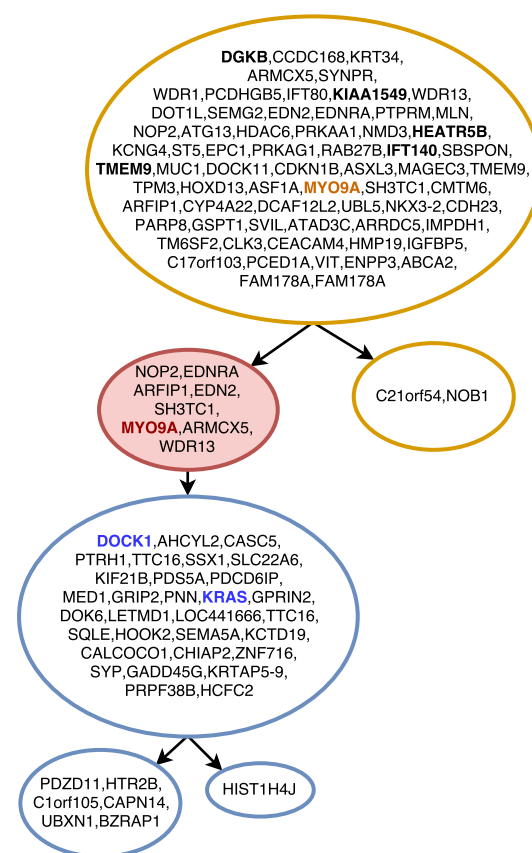 DGKB,CCDC168,KRT34,
ARMCX5,SYNPR,
WDR1,PCDHGB5,IFT80,KIAA1549,WDR13,
DOT1L,SEMG2,EDN2,EDNRA,PTPRM,MLN,
NOP2,ATG13,HDAC6,PRKAA1,NMD3,HEATR5B,
KCNG4,ST5,EPC1,PRKAG1,RAB27B,IFT140,SBSPON,
TMEM9,MUC1,DOCK11,CDKN1B,ASXL3,MAGEC3,TMEM9,
TPM3,HOXD13,ASF1A,MYO9A,SH3TC1,CMTM6,
ARFIP1,CYP4A22,DCAF12L2,UBL5,NKX3-2,CDH23,
PARP8,GSPT1,SVIL,ATAD3C,ARRDC5,IMPDH1,
TM6SF2,CLK3,CEACAM4,HMP19,IGFBP5,
C17orf103,PCED1A,VIT,ENPP3,ABCA2,
FAM178A,FAM178A
NOP2,EDNRA
ARFIP1,EDN2,
SH3TC1,
MYO9A,ARMCX5,
WDR13
C21orf54,NOB1
DOCK1,AHCYL2,CASC5,
PTRH1,TTC16,SSX1,SLC22A6,
KIF21B,PDS5A,PDCD6IP,
MED1,GRIP2,PNN,KRAS,GPRIN2,
DOK6,LETMD1,LOC441666,TTC16,
SQLE,HOOK2,SEMA5A,KCTD19,
CALCOCO1,CHIAP2,ZNF716,
SYP,GADD45G,KRTAP5-9,
PRPF38B,HCFC2
PDZD11,HTR2B,
C1orf105,CAPN14,
UBXN1,BZRAP1
HIST1H4J